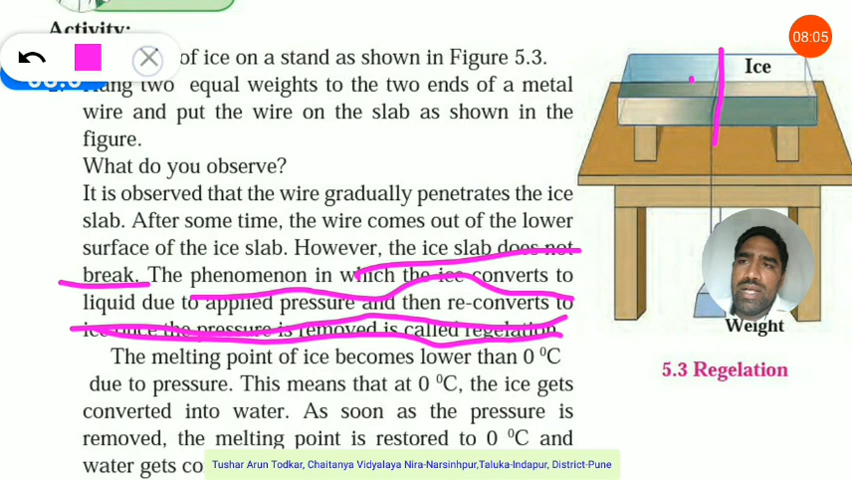 Activity:
of ice on a stand as shown in Figure 5.3.
Hang two equal weights to the two ends of a metal
wire and put the wire on the slab as shown in the
figure.
What do you observe?
It is observed that the wire gradually penetrates the ice
slab. After some time, the wire comes out of the lower
surface of the ice slab. However, the ice slab does not
break. The phenomenon in which the ice converts to
liquid due to applied pressure and then re-converts to
ice once the pressure is removed is called regelation.
The melting point of ice becomes lower than 0 ⁰C
due to pressure. This means that at 0 ⁰C, the ice gets
converted into water. As soon as the pressure is
removed, the melting point is restored to 0 ⁰C and
water gets co
08:05
Ice
Weight
5.3 Regelation
Tushar Arun Todkar, Chaitanya Vidyalaya Nira-Narsinhpur,Taluka-Indapur, District-Pune